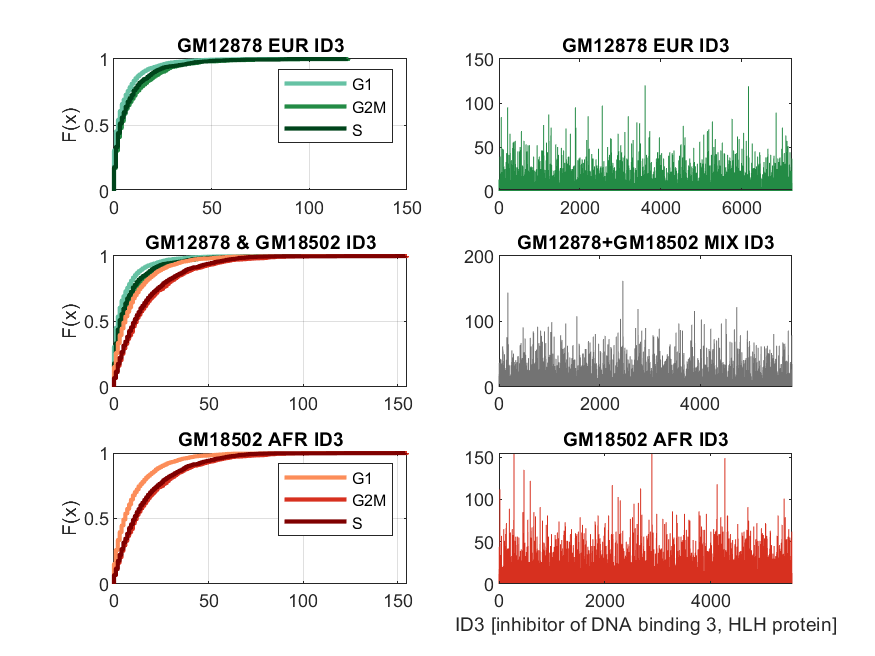 GM12878 EUR ID3
1
0.5
0
F(x)
0 50 100 150
G1
G2M
S
GM12878 EUR ID3
150
100
50
0
0 2000 4000 6000
GM12878 & GM18502 ID3
1
0.5
0
F(x)
0 50 100 150
GM12878+GM18502 MIX ID3
200
100
0
0 2000 4000
GM18502 AFR ID3
1
0.5
0
F(x)
0 50 100 150
G1
G2M
S
GM18502 AFR ID3
150
100
50
0
0 2000 4000
ID3 [inhibitor of DNA binding 3, HLH protein]